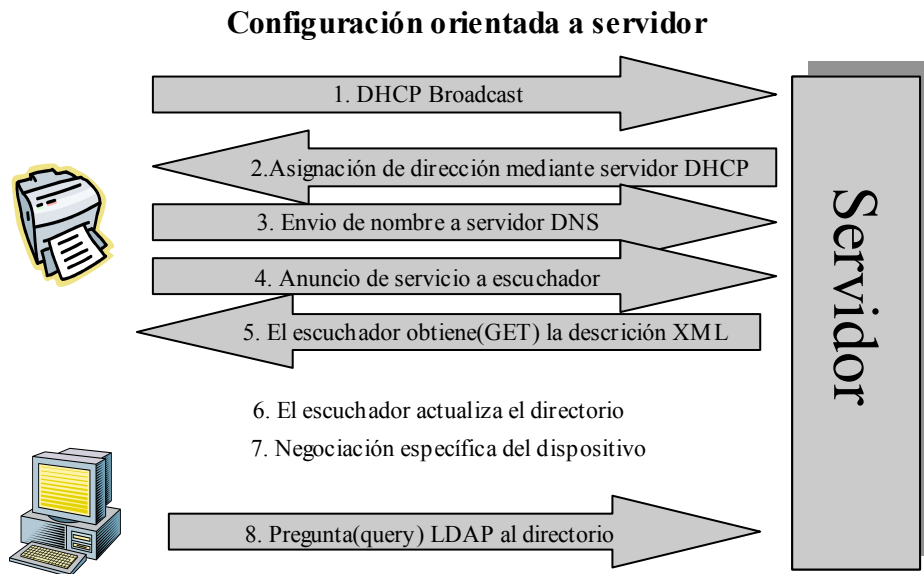 Configuración orientada a servidor
1. DHCP Broadcast
2.Asignación de dirección mediante servidor DHCP
3. Envio de nombre a servidor DNS
4. Anuncio de servicio a escuchador
5. El escuchador obtiene(GET) la descrición XML
6. El escuchador actualiza el directorio
7. Negociación específica del dispositivo
8. Pregunta(query) LDAP al directorio
Servidor